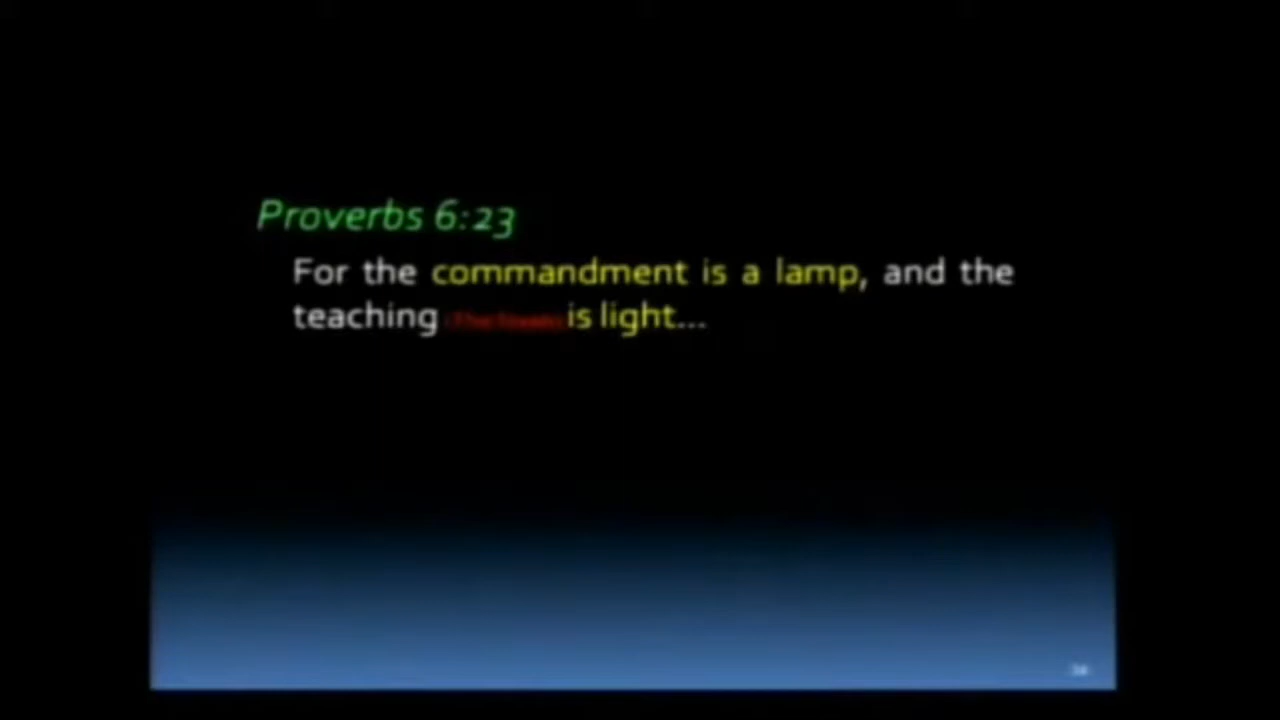 Proverbs 6:23
For the commandment is a lamp, and the
teaching is light...